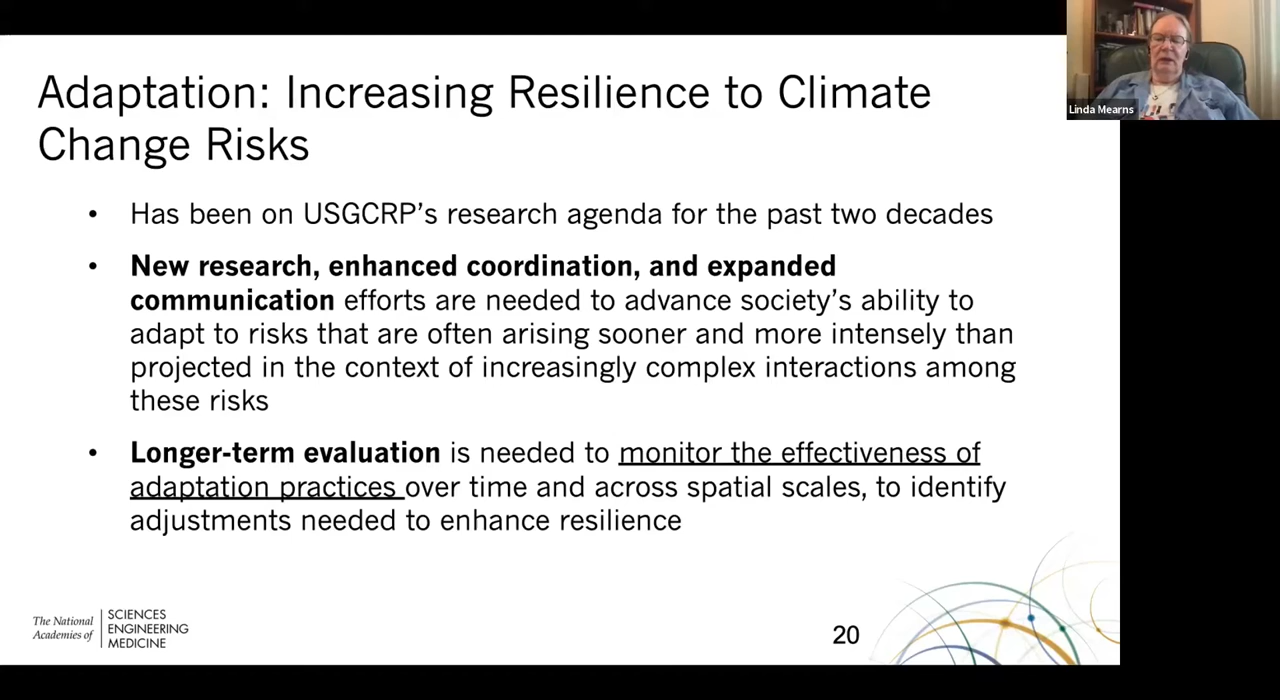 Linda Mearns
Adaptation: Increasing Resilience to Climate
Change Risks
• Has been on USGCRP’s research agenda for the past two decades
• New research, enhanced coordination, and expanded
communication efforts are needed to advance society’s ability to
adapt to risks that are often arising sooner and more intensely than
projected in the context of increasingly complex interactions among
these risks
• Longer-term evaluation is needed to monitor the effectiveness of
adaptation practices over time and across spatial scales, to identify
adjustments needed to enhance resilience
The National
Academies of
SCIENCES
ENGINEERING
MEDICINE
20